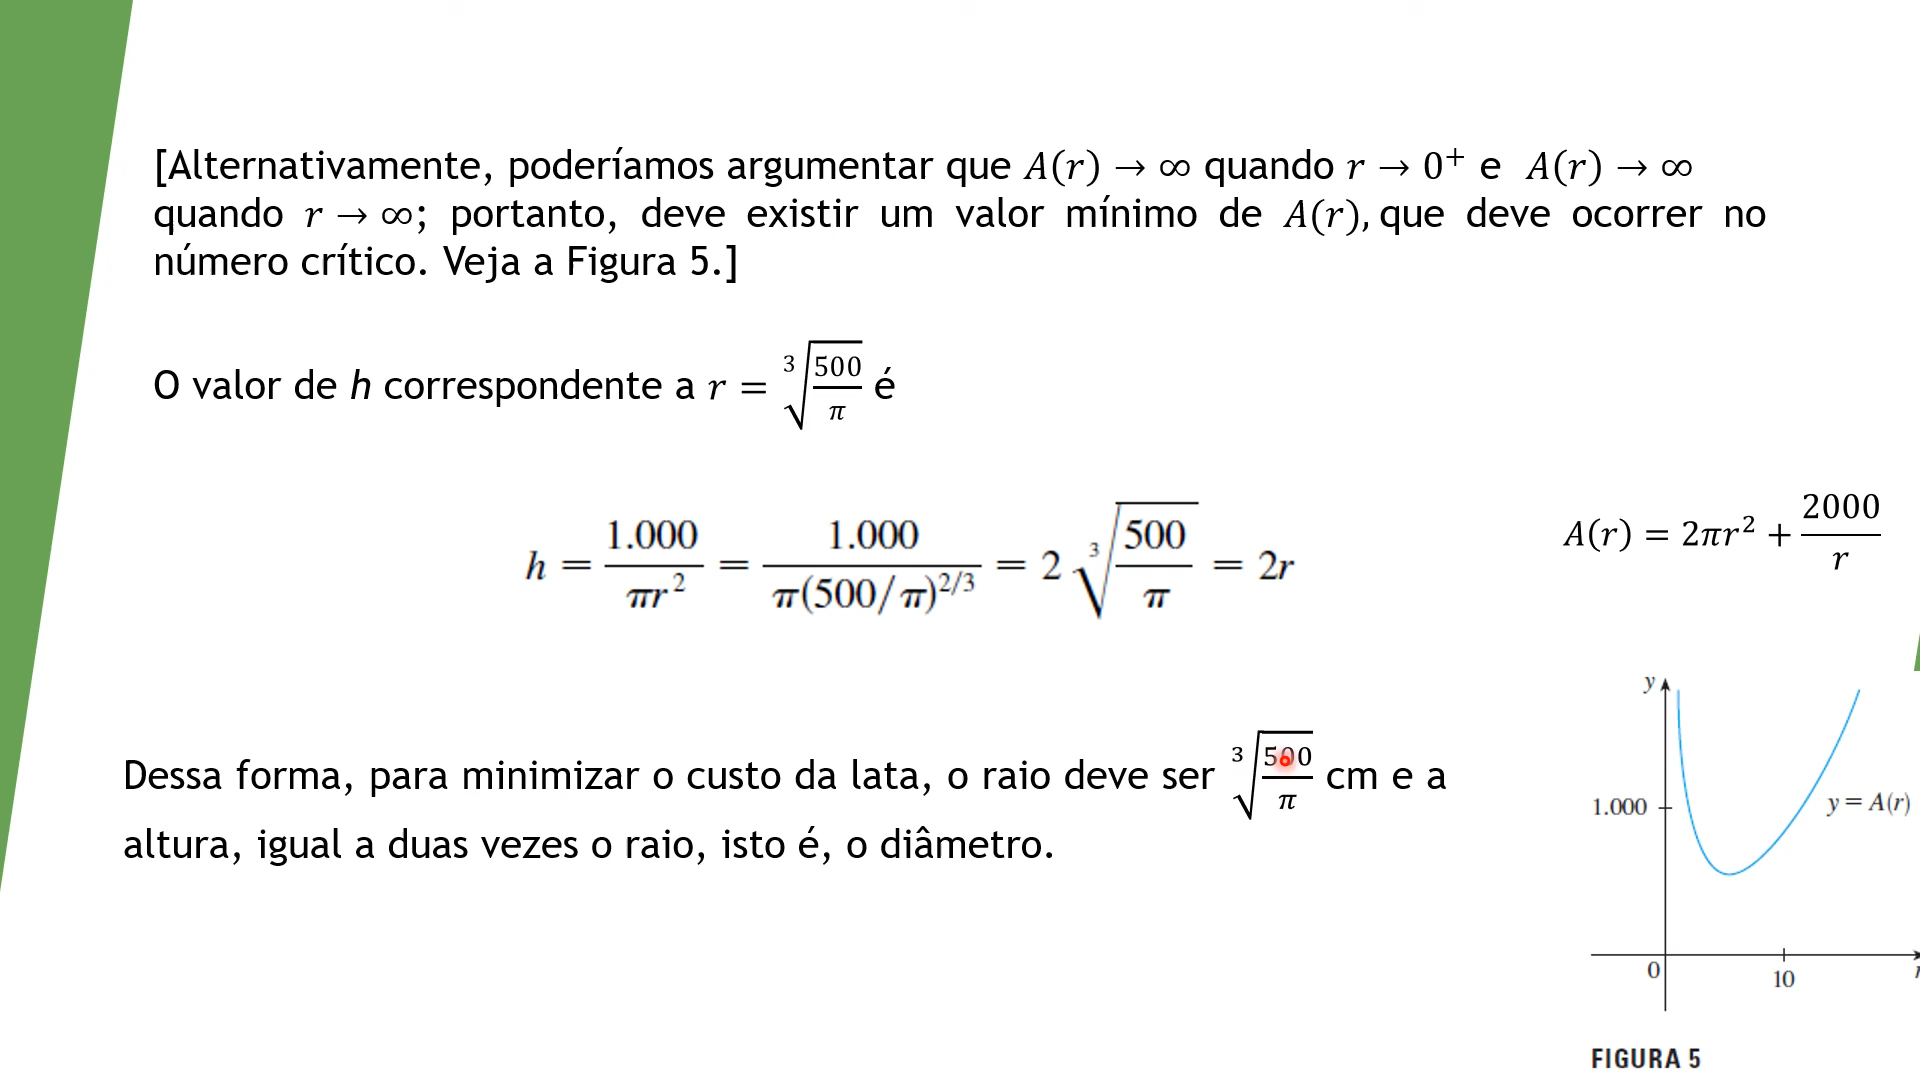 [Alternativamente, poderíamos argumentar que A(r) → ∞ quando r → 0⁺ e A(r) → ∞
quando r → ∞; portanto, deve existir um valor mínimo de A(r), que deve ocorrer no
número crítico. Veja a Figura 5.]
O valor de h correspondente a r = ∛(500/π) é
h = 1.000/(πr²) = 1.000/(π(500/π)^(2/3)) = 2 ∛(500/π) = 2r
A(r) = 2πr² + 2000/r
Dessa forma, para minimizar o custo da lata, o raio deve ser ∛(500/π) cm e a
altura, igual a duas vezes o raio, isto é, o diâmetro.
y
1.000
y = A(r)
0
10
r
FIGURA 5